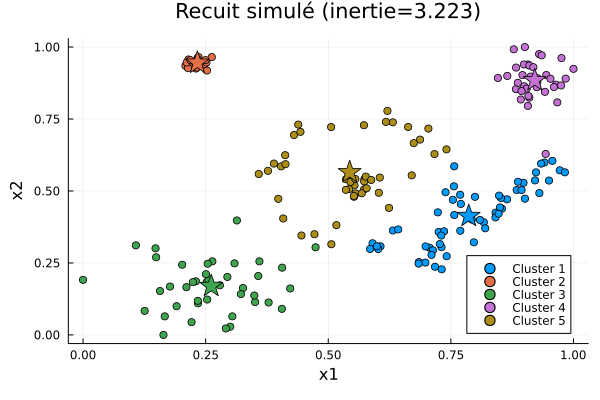 Recuit simulé (inertie=3.223)
x2
1.00
0.75
0.50
0.25
0.00
0.00 0.25 0.50 0.75 1.00
x1
Cluster 1
Cluster 2
Cluster 3
Cluster 4
Cluster 5